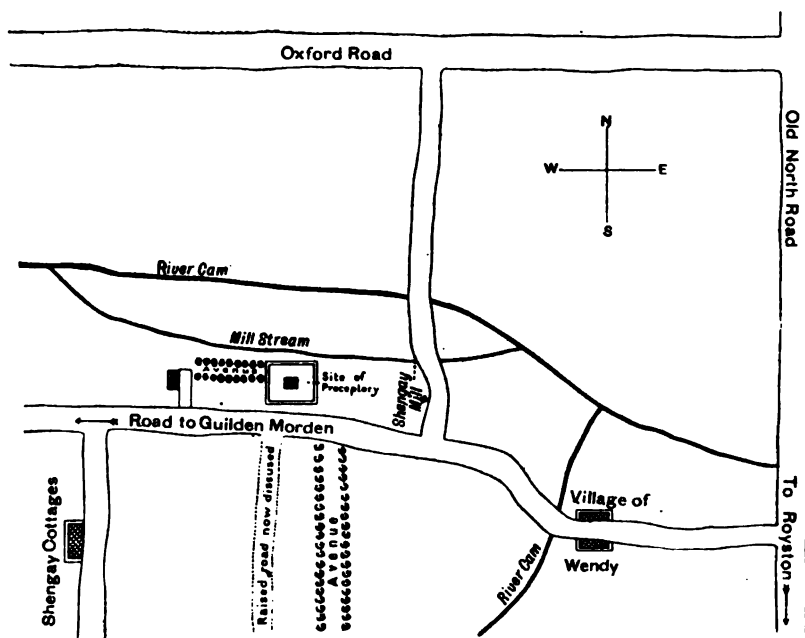 Oxford Road
Old North Road
N
W E
S
River Cam
Mill Stream
Avenue
Site of
Preceptory
Shengay
Mill
Road to Guilden Morden
Shengay Cottages
Raised road now disused
Avenue
River Cam
Village of
Wendy
To Royston